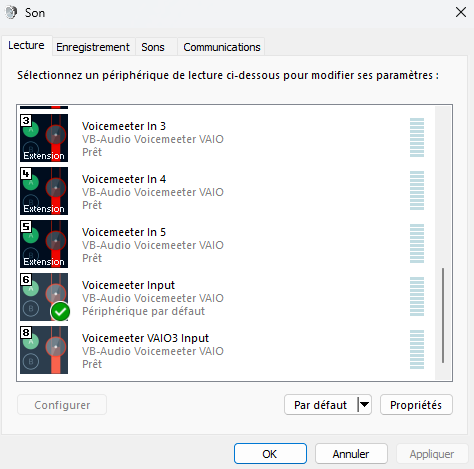 Son
Lecture
Enregistrement
Sons
Communications
Sélectionnez un périphérique de lecture ci-dessous pour modifier ses paramètres :
3
Extension
Voicemeeter In 3
VB-Audio Voicemeeter VAIO
Prêt
4
Extension
Voicemeeter In 4
VB-Audio Voicemeeter VAIO
Prêt
5
Extension
Voicemeeter In 5
VB-Audio Voicemeeter VAIO
Prêt
6
A
B
Voicemeeter Input
VB-Audio Voicemeeter VAIO
Périphérique par défaut
8
A
B
Voicemeeter VAIO3 Input
VB-Audio Voicemeeter VAIO
Prêt
Configurer
Par défaut
Propriétés
OK
Annuler
Appliquer